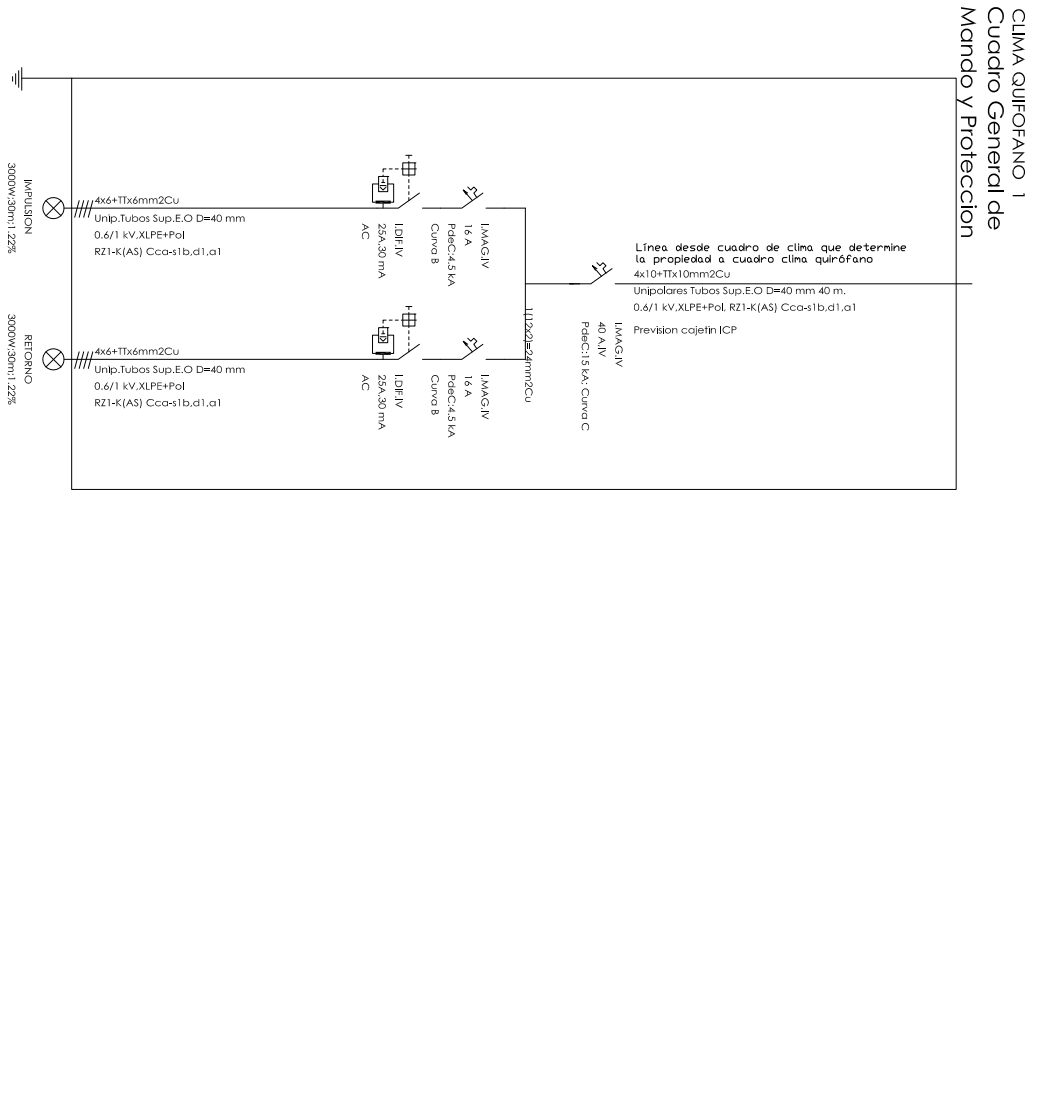 CLIMA QUIFOFANO 1
Cuadro General de
Mando y Proteccion
Línea desde cuadro de clima que determine
la propiedad a cuadro clima quirófano
4x10+TTx10mm2Cu
Unipolares Tubos Sup.E.O D=40 mm 40 m.
0.6/1 kV,XLPE+Pol, RZ1-K(AS) Cca-s1b,d1,a1
Prevision cajetin ICP
I.MAG.IV
40 A.IV
PdeC:15 kA; Curva C
1(12x2)=24mm2Cu
I.MAG.IV
16 A
PdeC:4.5 kA
Curva B
I.DIF.IV
25A.30 mA
AC
4x6+TTx6mm2Cu
Unip.Tubos Sup.E.O D=40 mm
0.6/1 kV,XLPE+Pol
RZ1-K(AS) Cca-s1b,d1,a1
IMPULSION
3000W;30m;1.22%
I.MAG.IV
16 A
PdeC:4.5 kA
Curva B
I.DIF.IV
25A.30 mA
AC
4x6+TTx6mm2Cu
Unip.Tubos Sup.E.O D=40 mm
0.6/1 kV,XLPE+Pol
RZ1-K(AS) Cca-s1b,d1,a1
RETORNO
3000W;30m;1.22%